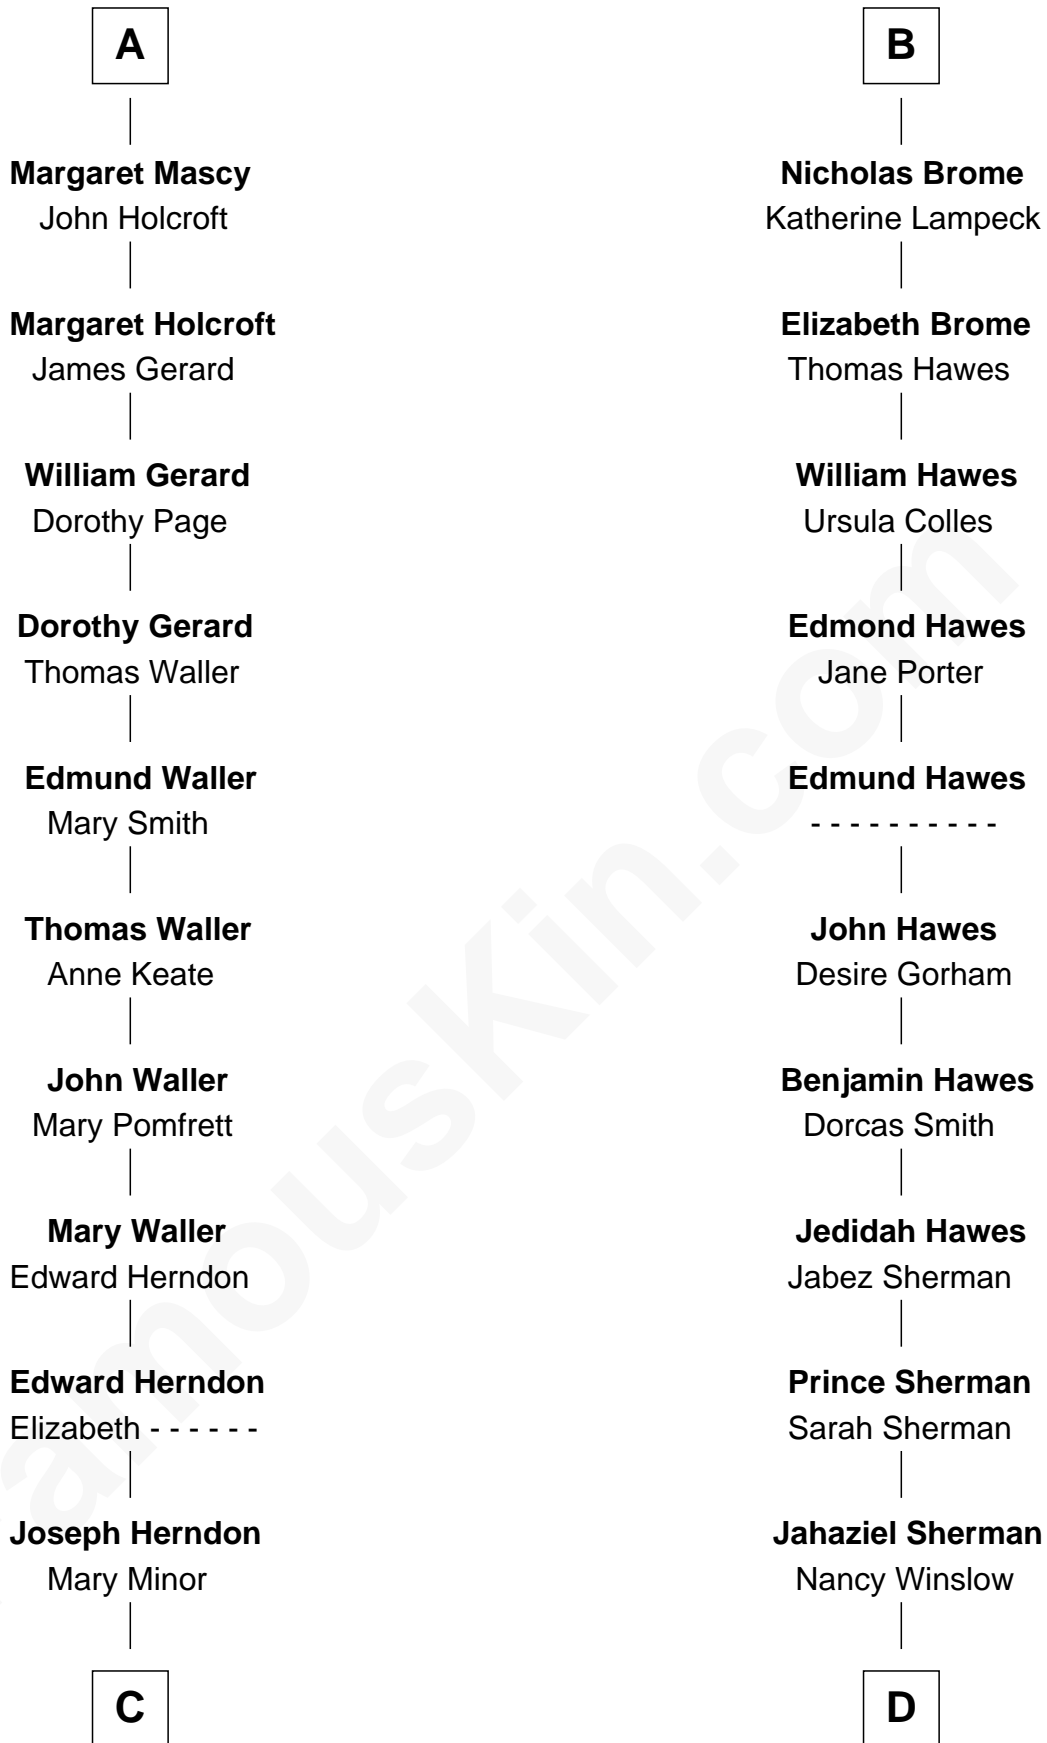 A
Margaret Mascy
John Holcroft
Margaret Holcroft
James Gerard
William Gerard
Dorothy Page
Dorothy Gerard
Thomas Waller
Edmund Waller
Mary Smith
Thomas Waller
Anne Keate
John Waller
Mary Pomfrett
Mary Waller
Edward Herndon
Edward Herndon
Elizabeth - - - - - -
Joseph Herndon
Mary Minor
C
B
Nicholas Brome
Katherine Lampeck
Elizabeth Brome
Thomas Hawes
William Hawes
Ursula Colles
Edmond Hawes
Jane Porter
Edmund Hawes
- - - - - - - - - -
John Hawes
Desire Gorham
Benjamin Hawes
Dorcas Smith
Jedidah Hawes
Jabez Sherman
Prince Sherman
Sarah Sherman
Jahaziel Sherman
Nancy Winslow
D
famouskin.com